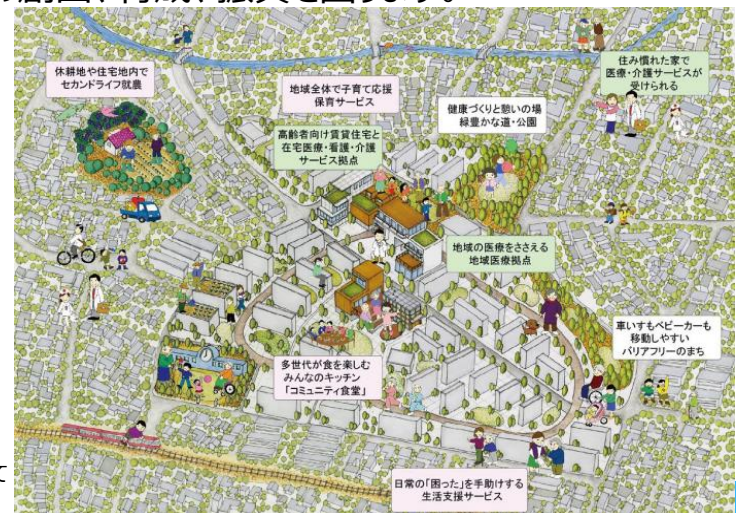 休耕地や住宅地内で
セカンドライフ就農
地域全体で子育て応援
保育サービス
住み慣れた家で
医療・介護サービスが
受けられる
健康づくりと憩いの場
緑豊かな道・公園
高齢者向け賃貸住宅と
在宅医療・看護・介護
サービス拠点
地域の医療をささえる
地域医療拠点
車いすもベビーカーも
移動しやすい
バリアフリーのまち
多世代が食を楽しむ
みんなのキッチン
「コミュニティ食堂」
て
日常の「困った」を手助けする
生活支援サービス